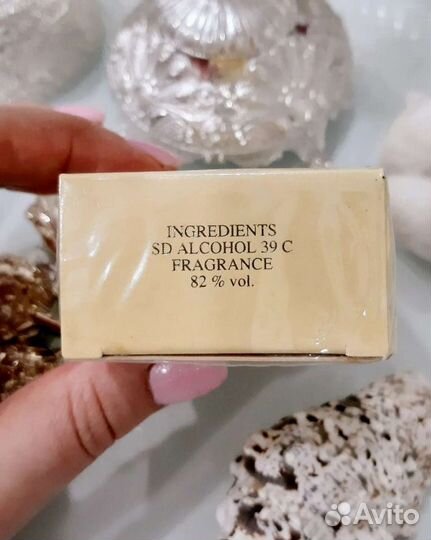 INGREDIENTS
SD ALCOHOL 39 C
FRAGRANCE
82 % vol.
Avito